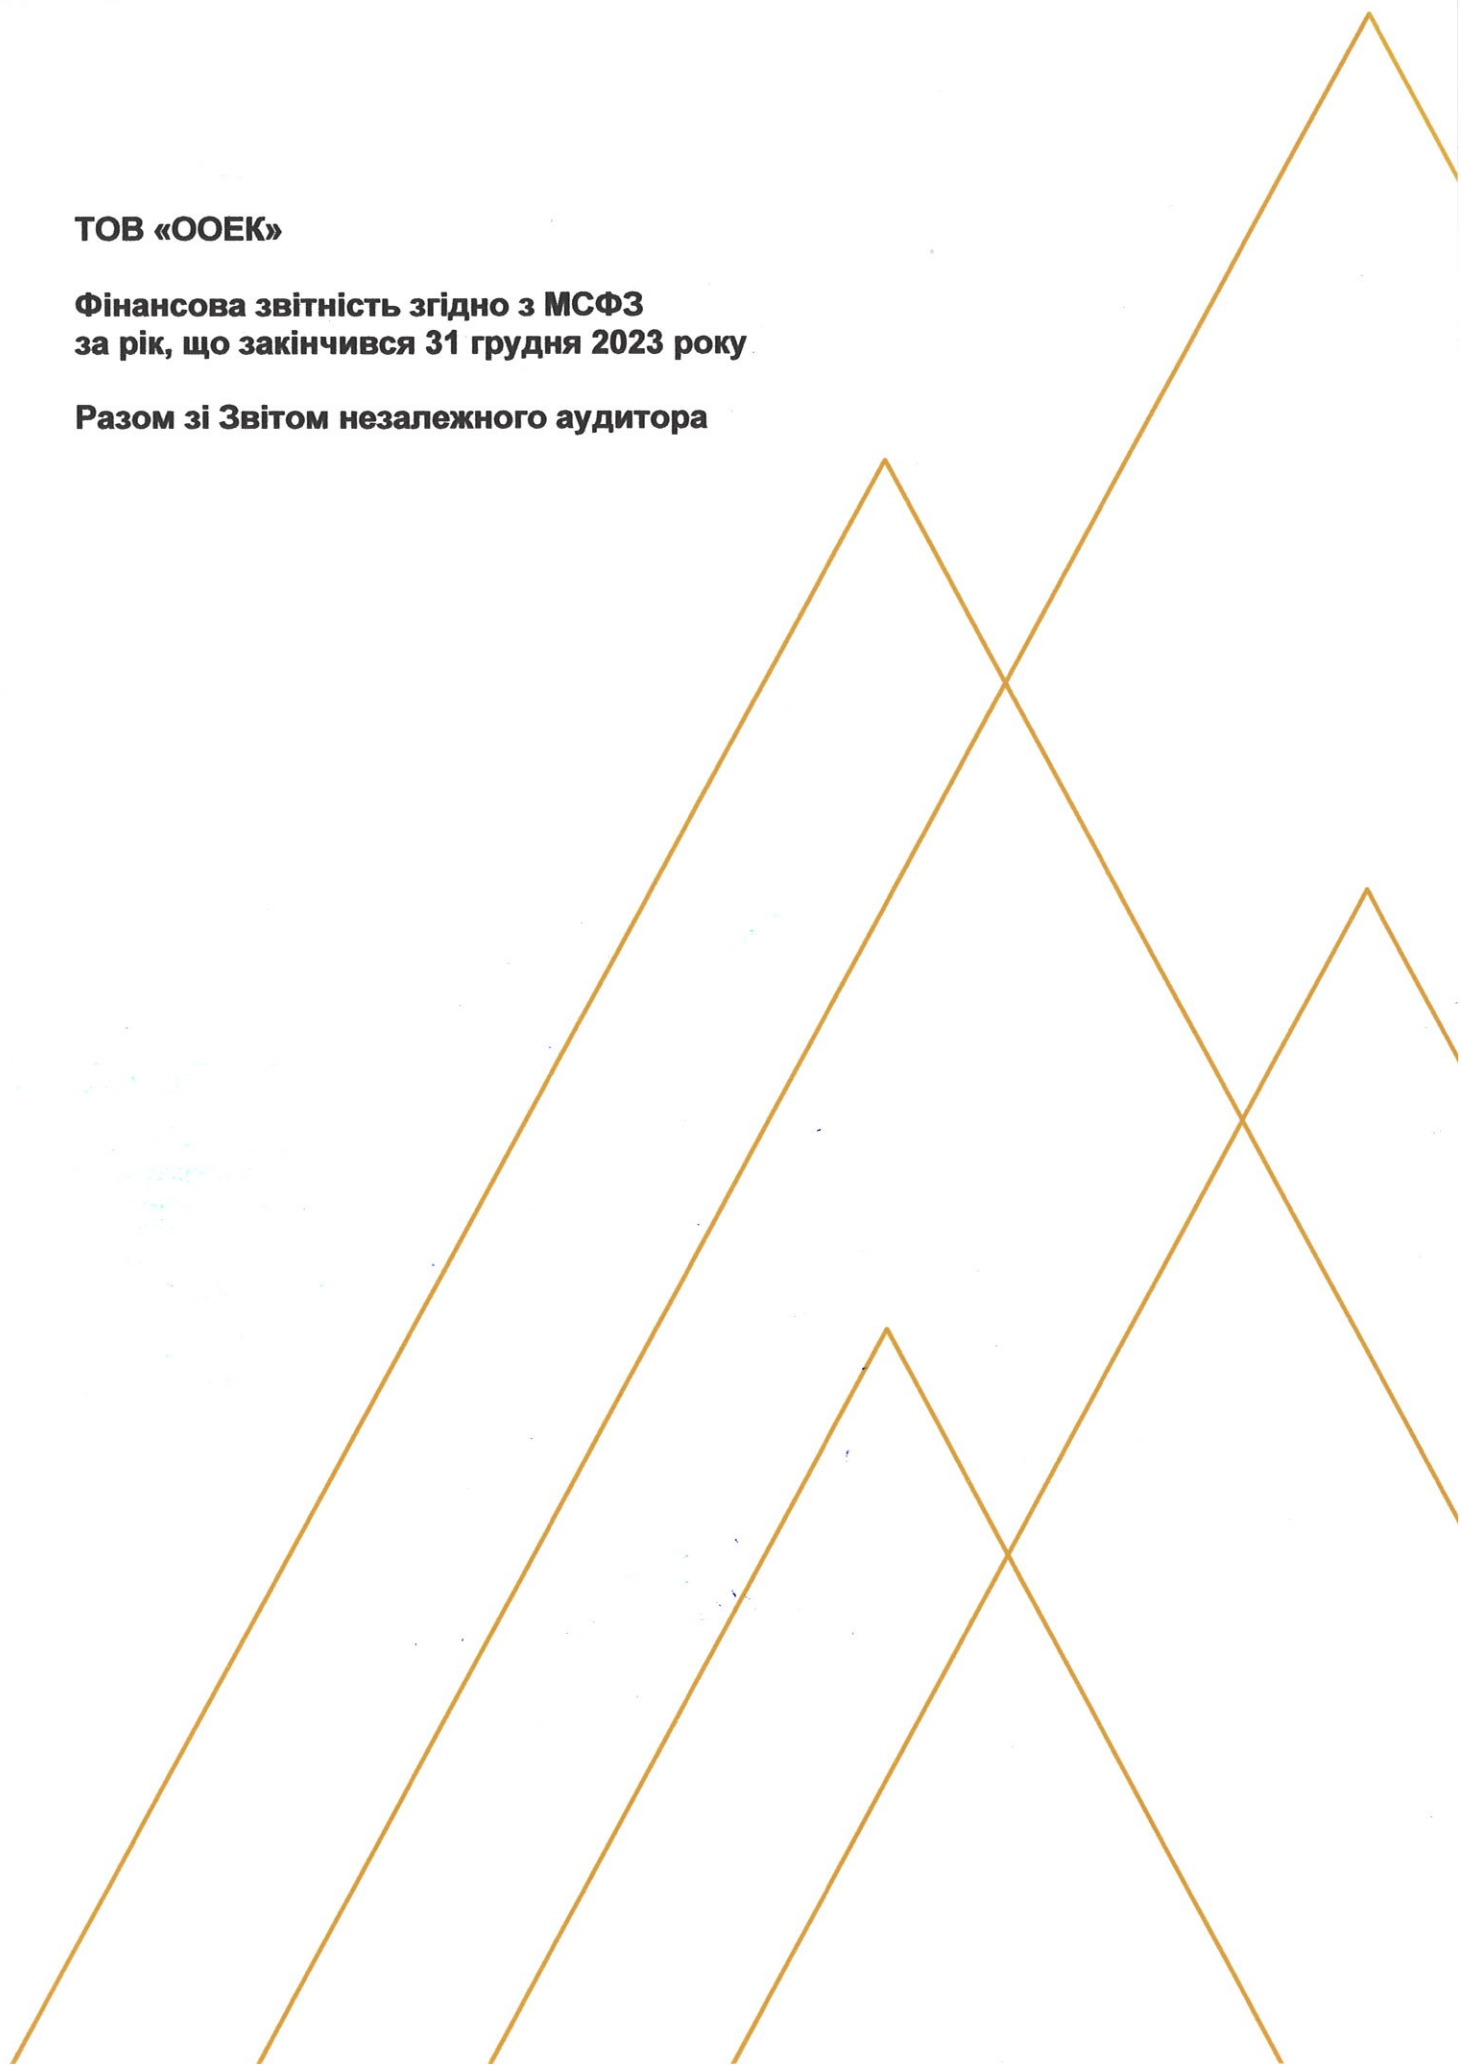 ТОВ «ООЕК»
Фінансова звітність згідно з МСФЗ
за рік, що закінчився 31 грудня 2023 року
Разом зі Звітом незалежного аудитора